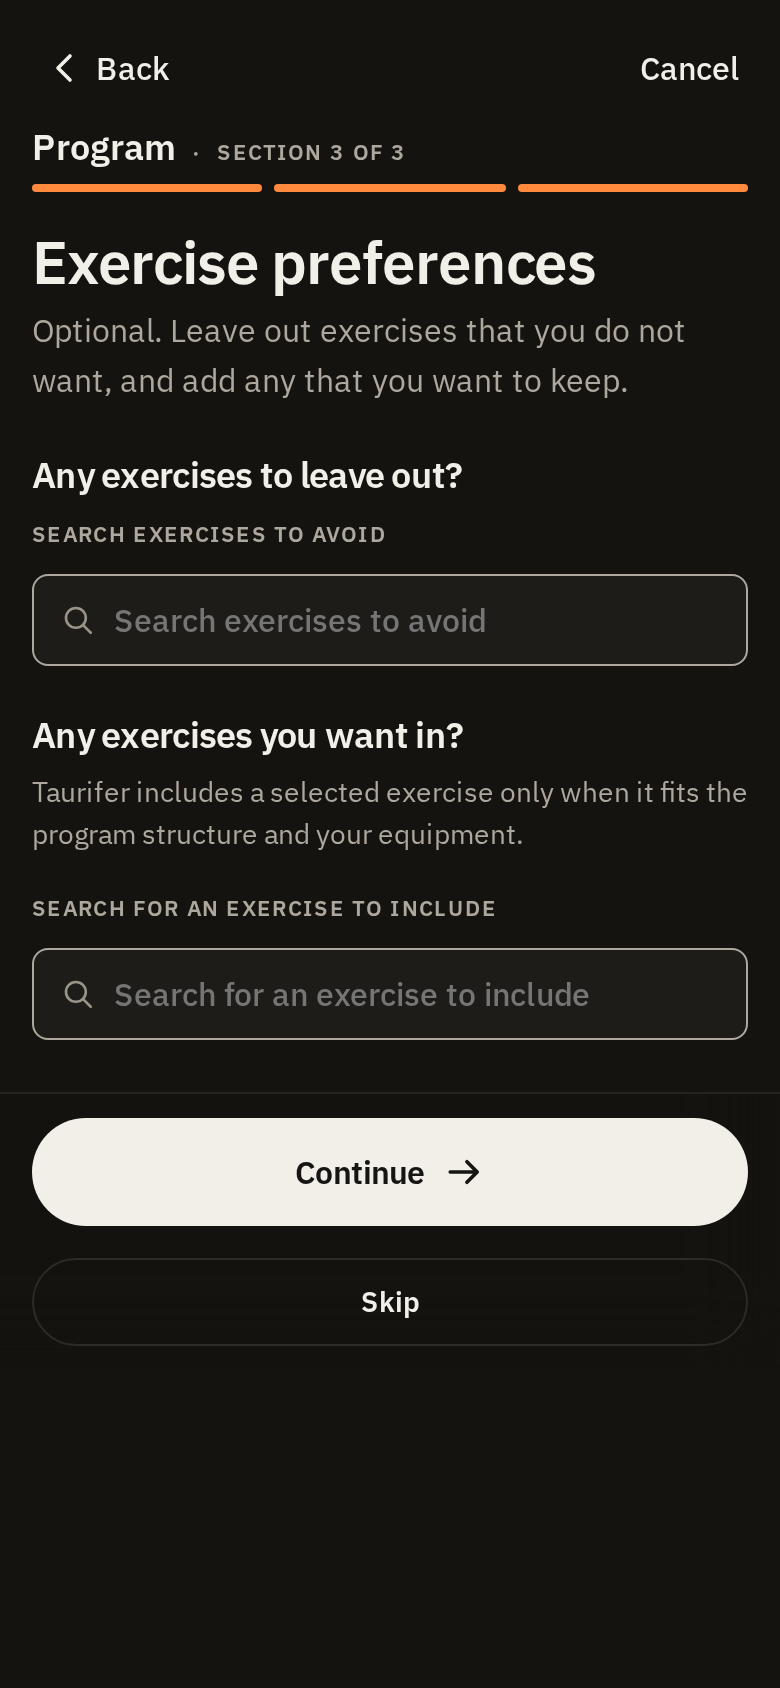 Back
Cancel
Program · SECTION 3 OF 3
Exercise preferences
Optional. Leave out exercises that you do not
want, and add any that you want to keep.
Any exercises to leave out?
SEARCH EXERCISES TO AVOID
Search exercises to avoid
Any exercises you want in?
Taurifer includes a selected exercise only when it fits the
program structure and your equipment.
SEARCH FOR AN EXERCISE TO INCLUDE
Search for an exercise to include
Continue
Skip